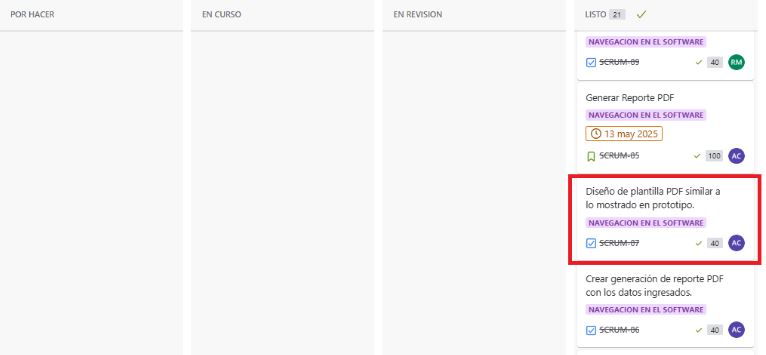 POR HACER
EN CURSO
EN REVISION
LISTO 21
NAVEGACION EN EL SOFTWARE
SCRUM-89
40 RM
Generar Reporte PDF
NAVEGACION EN EL SOFTWARE
13 may 2025
SCRUM-85
100 AC
Diseño de plantilla PDF similar a
lo mostrado en prototipo.
NAVEGACION EN EL SOFTWARE
SCRUM-87
40 AC
Crear generación de reporte PDF
con los datos ingresados.
NAVEGACION EN EL SOFTWARE
SCRUM-86
40 AC